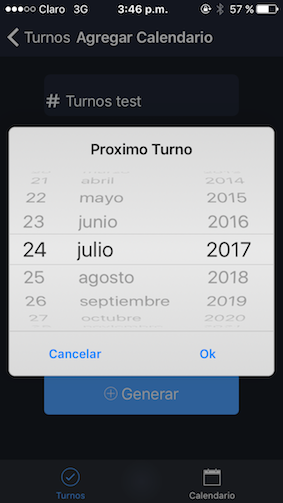 ●●●○○ Claro 3G 3:46 p.m. 57 %
Turnos Agregar Calendario
# Turnos test
Proximo Turno
21 abril 2014
22 mayo 2015
23 junio 2016
24 julio 2017
25 agosto 2018
26 septiembre 2019
27 octubre 2020
Cancelar Ok
Generar
Turnos Calendario